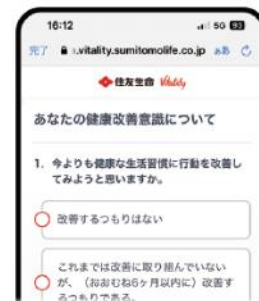 16:12
5G 93
完了 s.vitality.sumitomolife.co.jp ぁあ
住友生命 Vitality
あなたの健康改善意識について
1. 今よりも健康な生活習慣に行動を改善し
てみようと思いますか。
改善するつもりはない
これまでは改善に取り組んでいない
が、（おおむね6ヶ月以内に）改善す
るつもりである。